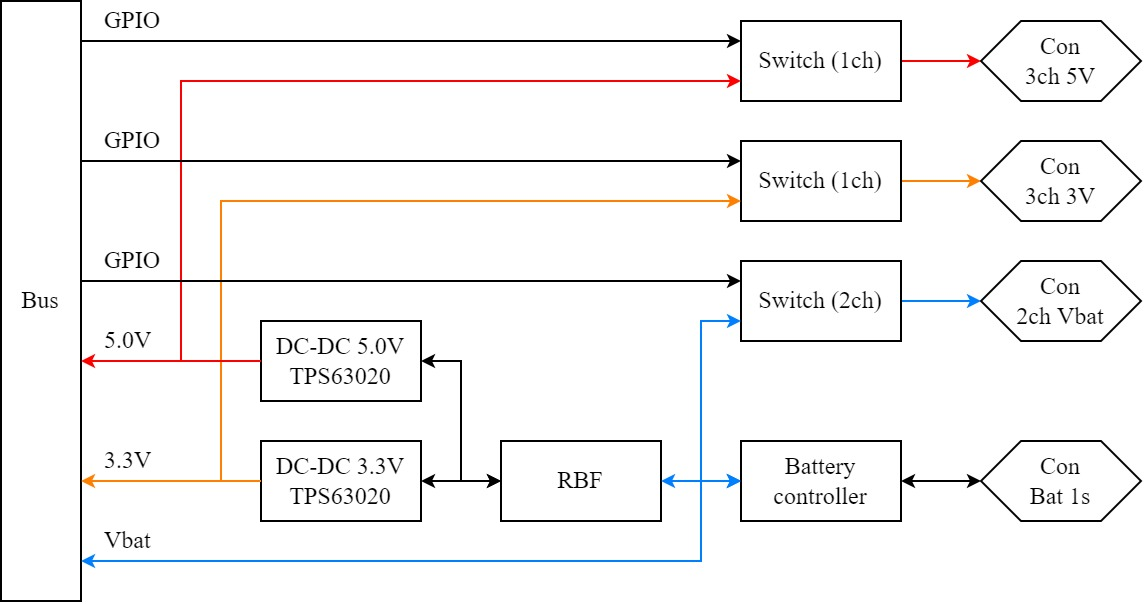 GPIO
Switch (1ch)
Con
3ch 5V
GPIO
Switch (1ch)
Con
3ch 3V
GPIO
Switch (2ch)
Con
2ch Vbat
Bus
5.0V
DC-DC 5.0V
TPS63020
3.3V
DC-DC 3.3V
TPS63020
RBF
Battery
controller
Con
Bat 1s
Vbat